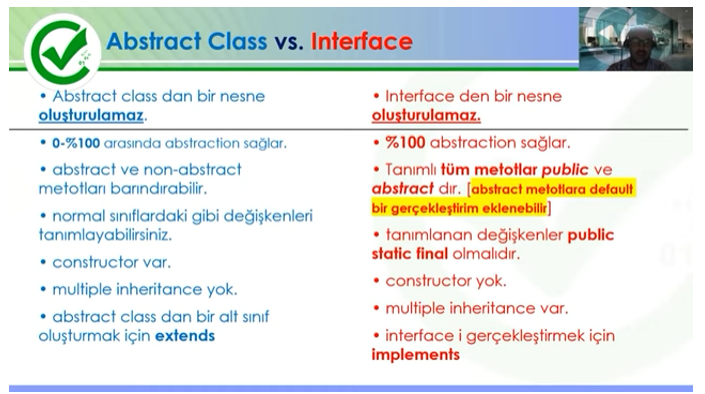 Abstract Class vs. Interface
• Abstract class dan bir nesne
oluşturulamaz.
• 0-%100 arasında abstraction sağlar.
• abstract ve non-abstract
metotları barındırabilir.
• normal sınıflardaki gibi değişkenleri
tanımlayabilirsiniz.
• constructor var.
• multiple inheritance yok.
• abstract class dan bir alt sınıf
oluşturmak için extends
• Interface den bir nesne
oluşturulamaz.
• %100 abstraction sağlar.
• Tanımlı tüm metotlar public ve
abstract dır. [abstract metotlara default
bir gerçekleştirim eklenebilir]
• tanımlanan değişkenler public
static final olmalıdır.
• constructor yok.
• multiple inheritance var.
• interface i gerçekleştirmek için
implements